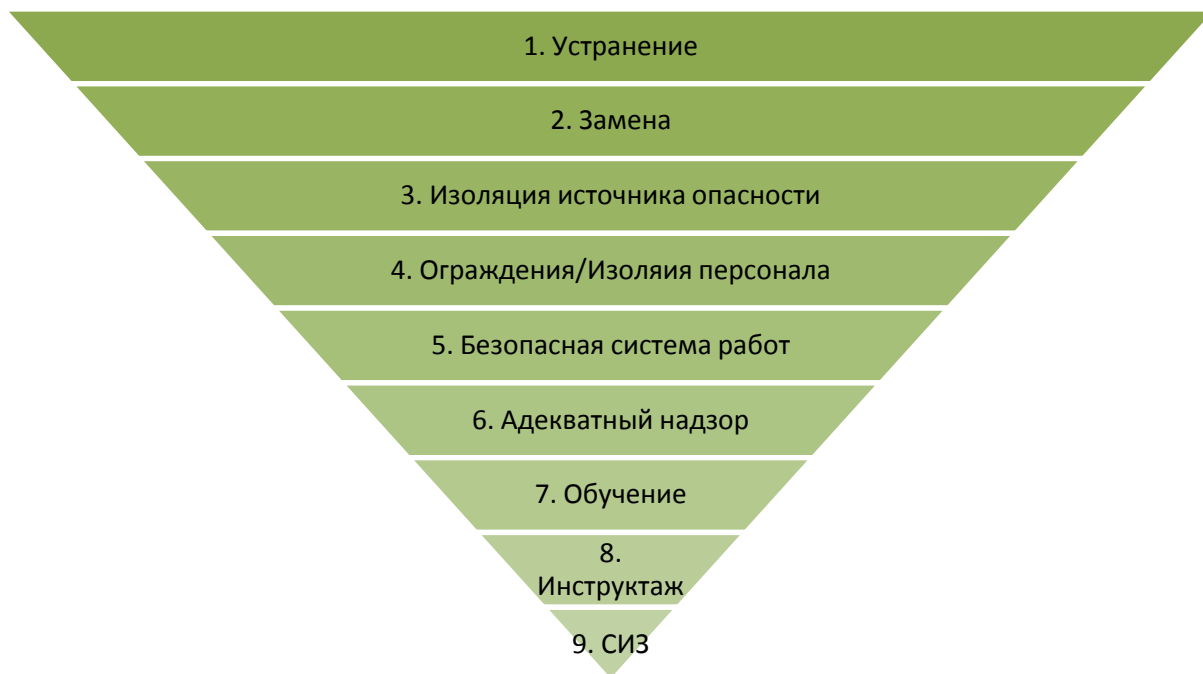 1. Устранение
2. Замена
3. Изоляция источника опасности
4. Ограждения/Изоляия персонала
5. Безопасная система работ
6. Адекватный надзор
7. Обучение
8.
Инструктаж
9. СИЗ